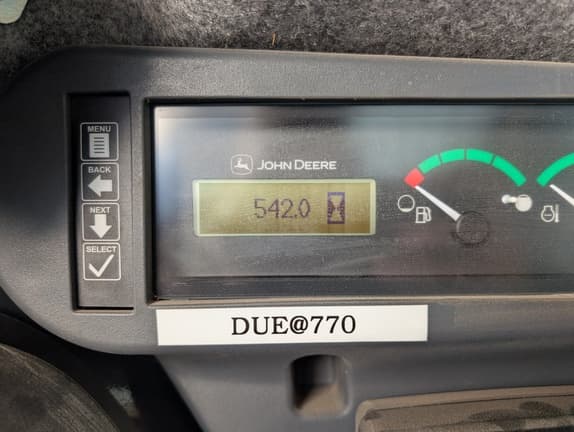 MENU
BACK
NEXT
SELECT
JOHN DEERE
542.0
DUE@770